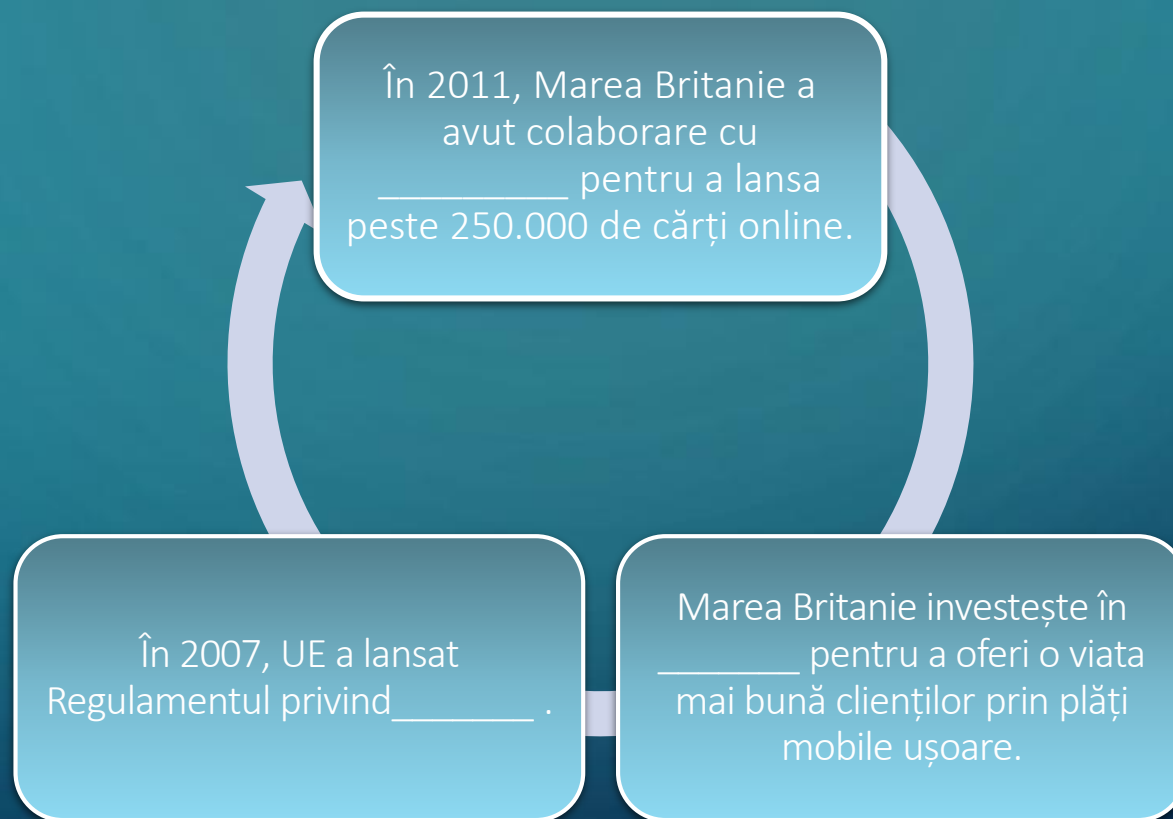 În 2011, Marea Britanie a
avut colaborare cu
__________ pentru a lansa
peste 250.000 de cărți online.
În 2007, UE a lansat
Regulamentul privind_______ .
Marea Britanie investește în
_______ pentru a oferi o viata
mai bună clienților prin plăți
mobile ușoare.